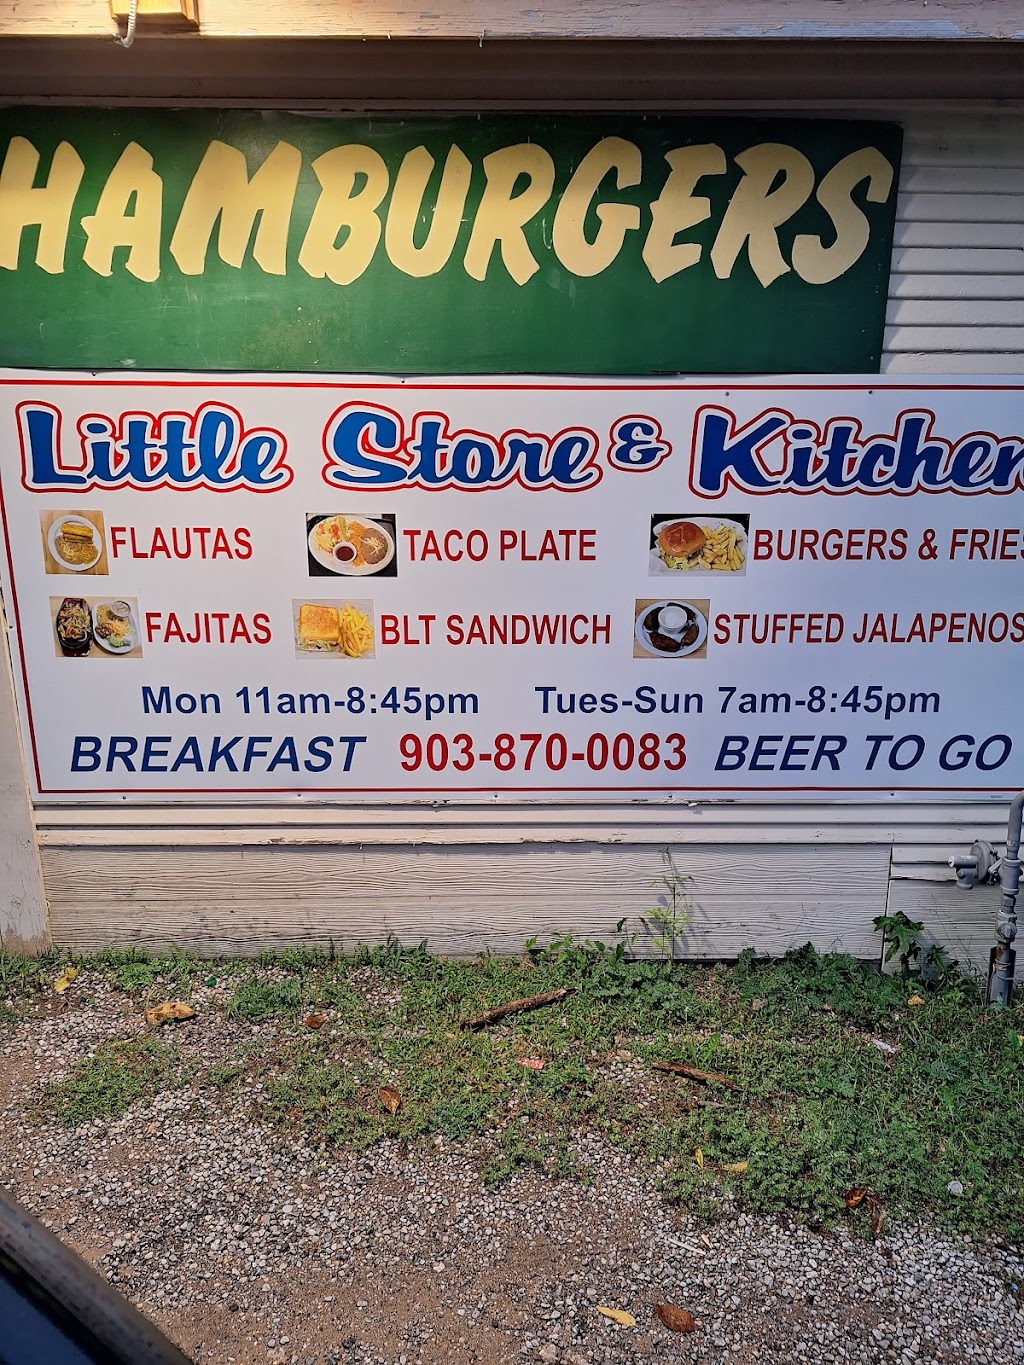 HAMBURGERS
Little Store & Kitchen
FLAUTAS TACO PLATE BURGERS & FRIES
FAJITAS BLT SANDWICH STUFFED JALAPENOS
Mon 11am-8:45pm Tues-Sun 7am-8:45pm
BREAKFAST 903-870-0083 BEER TO GO